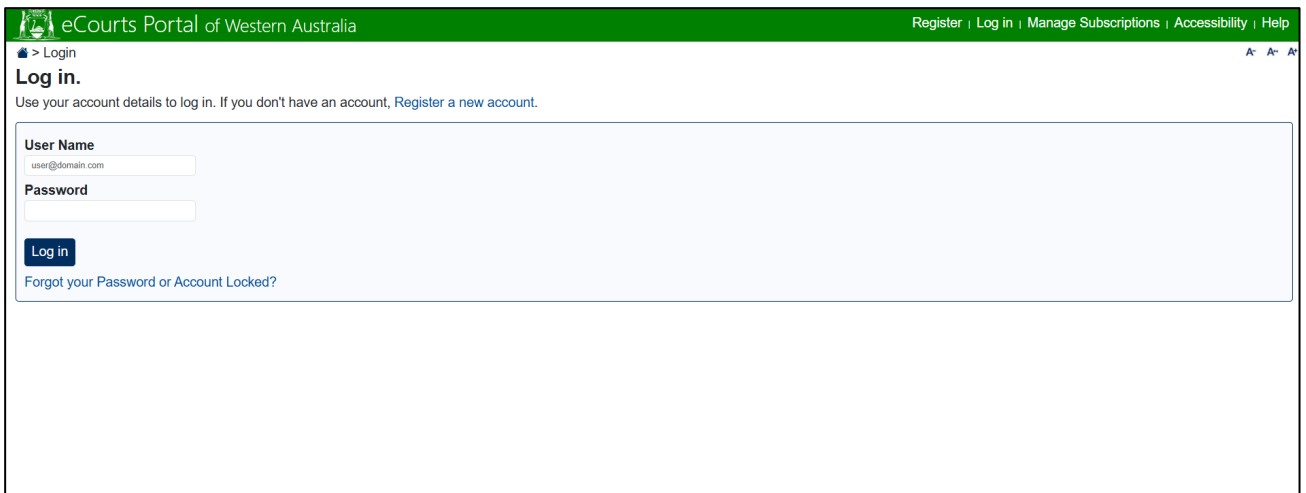 eCourts Portal of Western Australia
Register | Log in | Manage Subscriptions | Accessibility | Help
> Login
A- A↔ A+
Log in.
Use your account details to log in. If you don't have an account, Register a new account.
User Name
user@domain.com
Password
Log in
Forgot your Password or Account Locked?